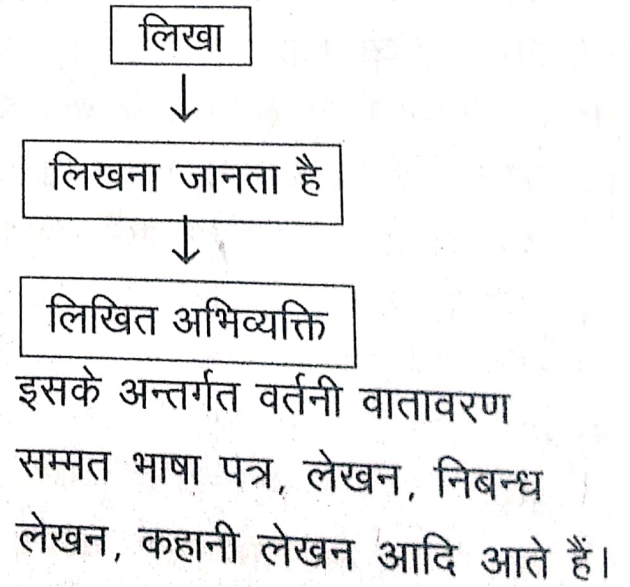 लिखा
लिखना जानता है
लिखित अभिव्यक्ति
इसके अन्तर्गत वर्तनी वातावरण
सम्मत भाषा पत्र, लेखन, निबन्ध
लेखन, कहानी लेखन आदि आते हैं।